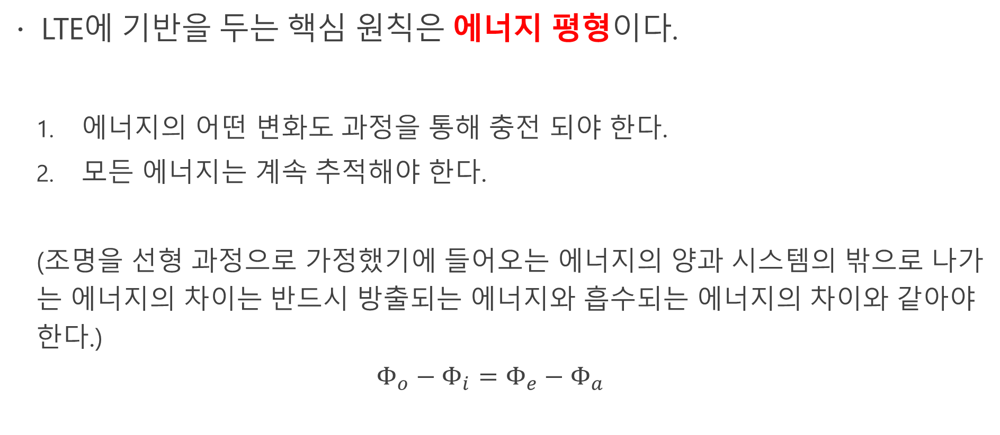 · LTE에 기반을 두는 핵심 원칙은 에너지 평형이다.
1. 에너지의 어떤 변화도 과정을 통해 충전 되야 한다.
2. 모든 에너지는 계속 추적해야 한다.
(조명을 선형 과정으로 가정했기에 들어오는 에너지의 양과 시스템의 밖으로 나가
는 에너지의 차이는 반드시 방출되는 에너지와 흡수되는 에너지의 차이와 같아야
한다.)
Φₒ − Φᵢ = Φₑ − Φₐ